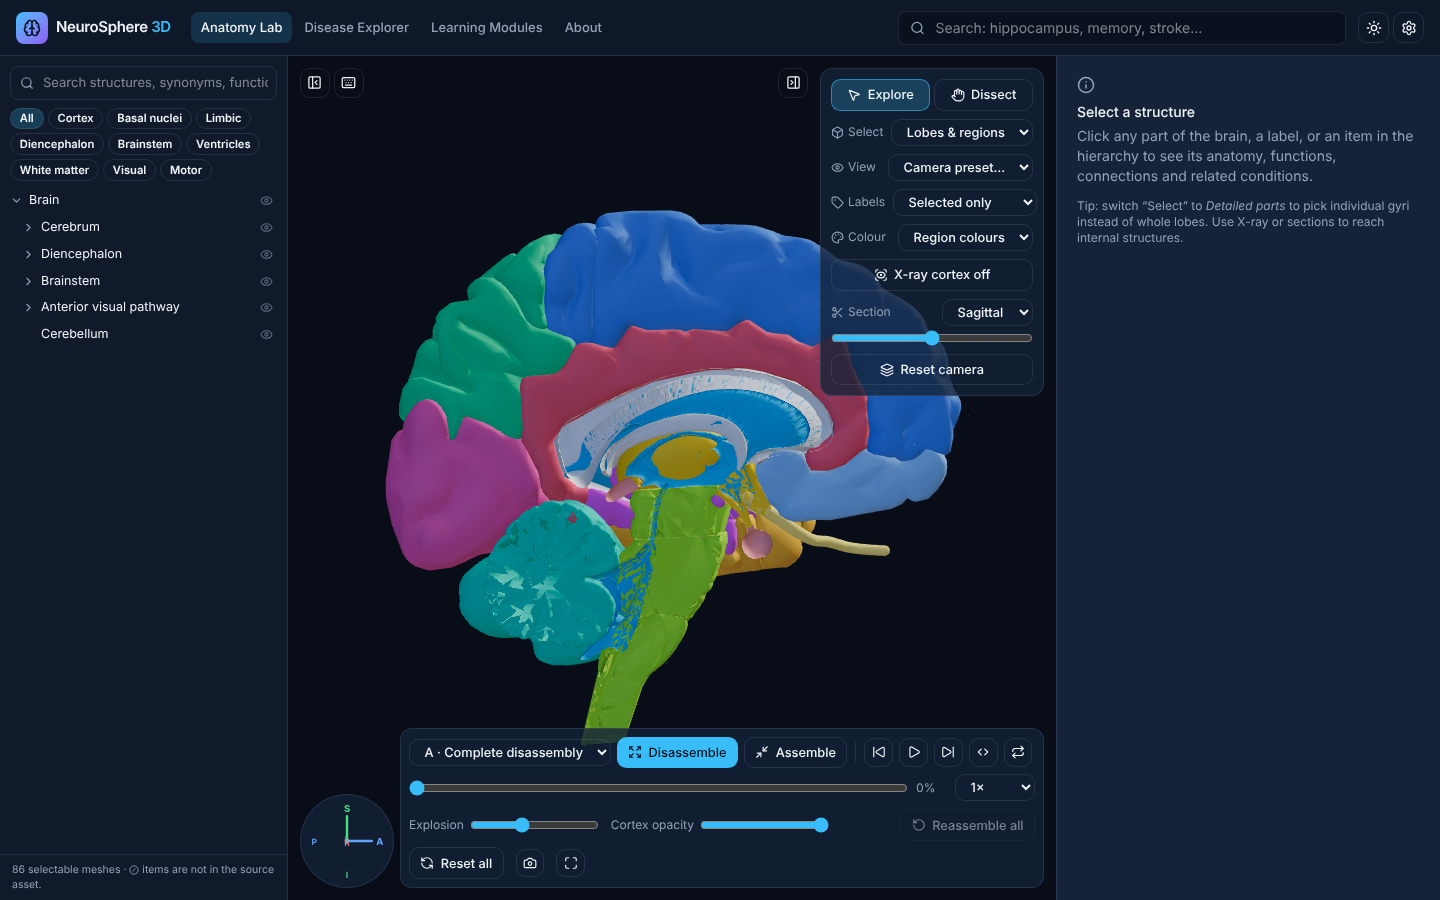 NeuroSphere 3D
Anatomy Lab
Disease Explorer
Learning Modules
About
Search: hippocampus, memory, stroke...
Search structures, synonyms, functic
All
Cortex
Basal nuclei
Limbic
Diencephalon
Brainstem
Ventricles
White matter
Visual
Motor
Brain
Cerebrum
Diencephalon
Brainstem
Anterior visual pathway
Cerebellum
86 selectable meshes · items are not in the source
asset.
Explore
Dissect
Select
Lobes & regions
View
Camera preset...
Labels
Selected only
Colour
Region colours
X-ray cortex off
Section
Sagittal
Reset camera
Select a structure
Click any part of the brain, a label, or an item in the
hierarchy to see its anatomy, functions,
connections and related conditions.
Tip: switch “Select” to Detailed parts to pick individual gyri
instead of whole lobes. Use X-ray or sections to reach
internal structures.
S
P
A
I
A · Complete disassembly
Disassemble
Assemble
0%
1×
Explosion
Cortex opacity
Reassemble all
Reset all